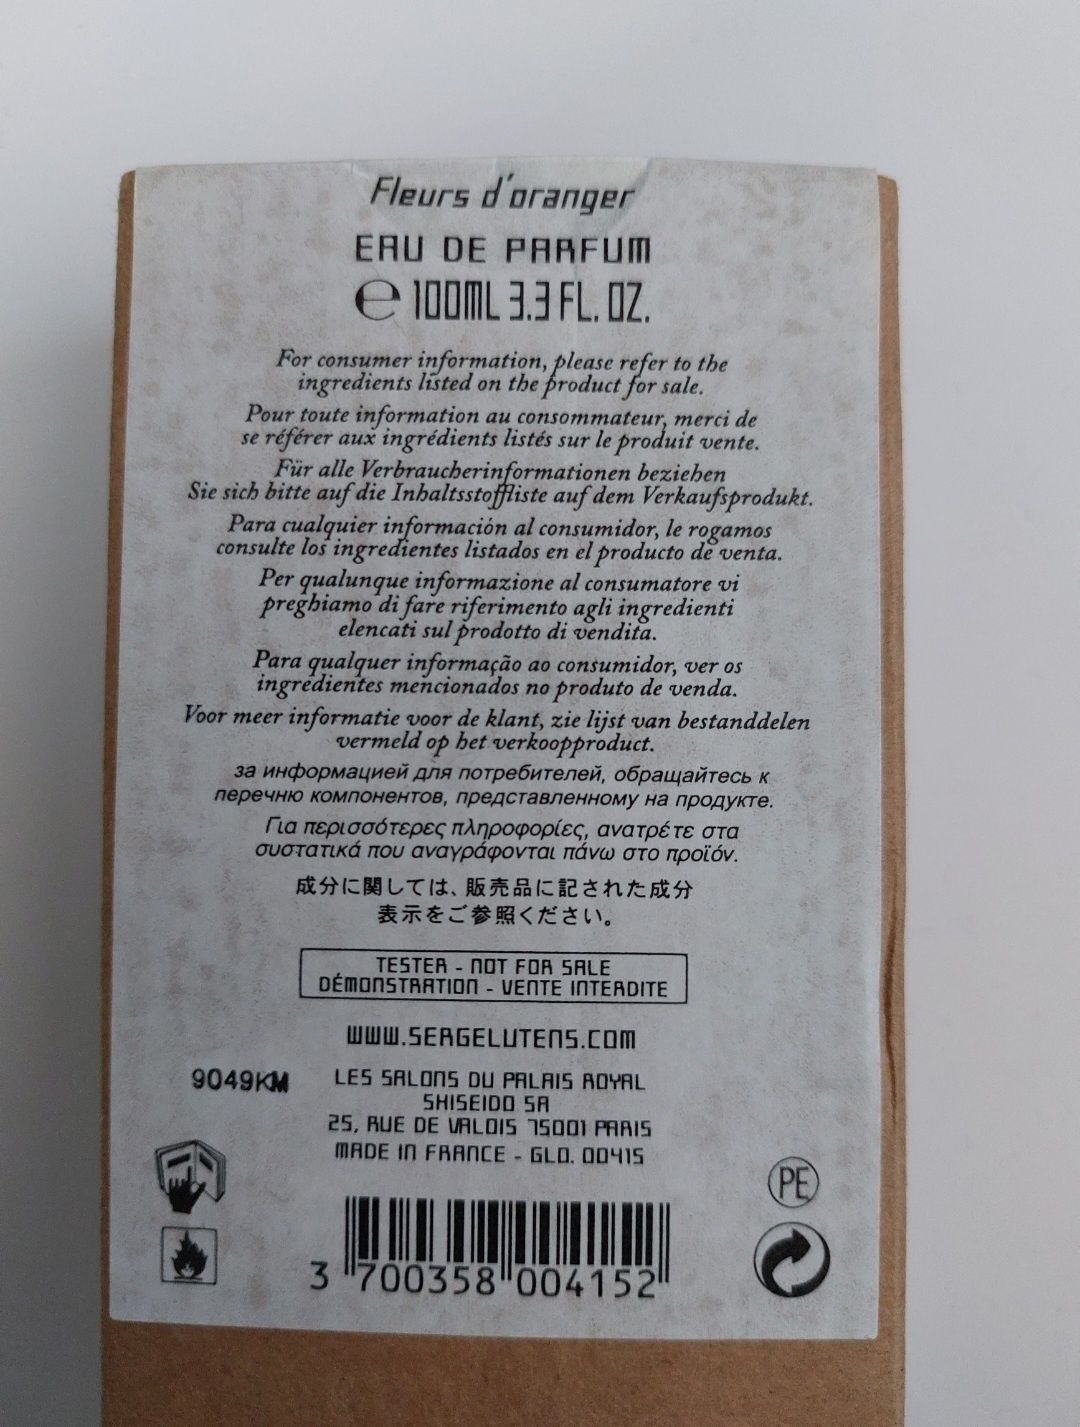 Fleurs d'oranger
EAU DE PARFUM
℮ 100ML 3.3 FL. OZ.
For consumer information, please refer to the
ingredients listed on the product for sale.
Pour toute information au consommateur, merci de
se référer aux ingrédients listés sur le produit vente.
Für alle Verbraucherinformationen beziehen
Sie sich bitte auf die Inhaltsstoffliste auf dem Verkaufsprodukt.
Para cualquier información al consumidor, le rogamos
consulte los ingredientes listados en el producto de venta.
Per qualunque informazione al consumatore vi
preghiamo di fare riferimento agli ingredienti
elencati sul prodotto di vendita.
Para qualquer informação ao consumidor, ver os
ingredientes mencionados no produto de venda.
Voor meer informatie voor de klant, zie lijst van bestanddelen
vermeld op het verkoopproduct.
за информацией для потребителей, обращайтесь к
перечню компонентов, представленному на продукте.
Για περισσότερες πληροφορίες, ανατρέτε στα
συστατικά που αναγράφονται πάνω στο προϊόν.
成分に関しては、販売品に記された成分
表示をご参照ください。
TESTER - NOT FOR SALE
DÉMONSTRATION - VENTE INTERDITE
WWW.SERGELUTENS.COM
9049KM
LES SALONS DU PALAIS ROYAL
SHISEIDO SA
25, RUE DE VALOIS 75001 PARIS
MADE IN FRANCE - GLO. 00415
PE
3 700358 004152